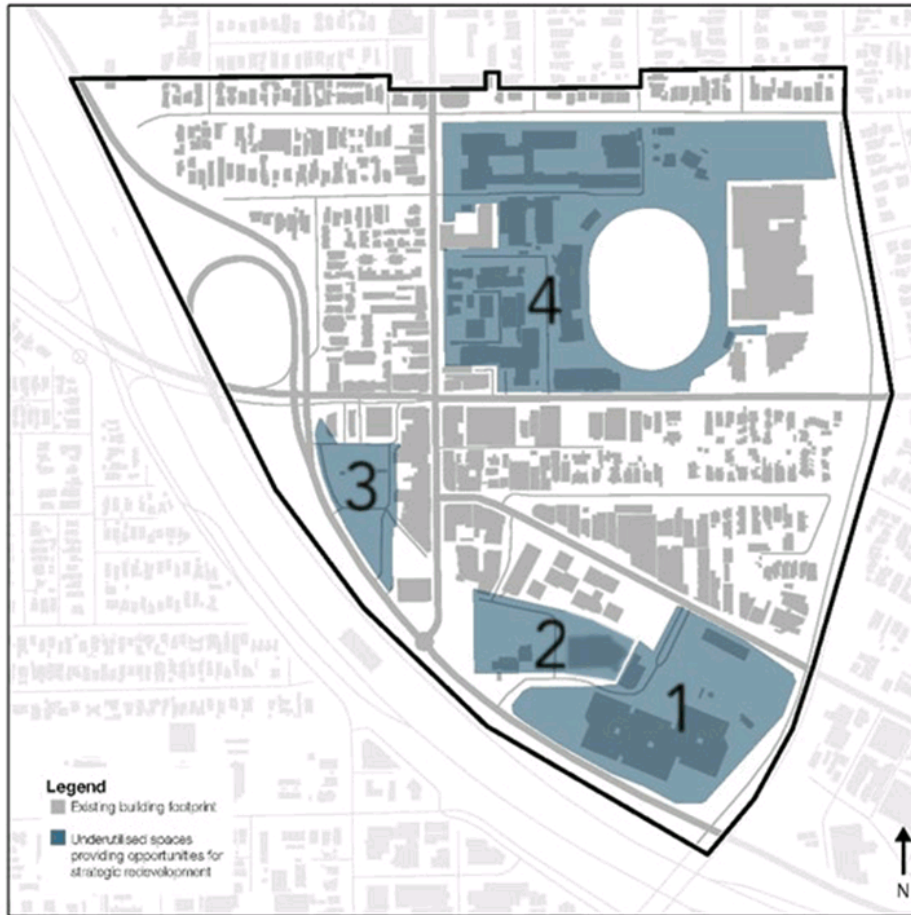 4
3
2
1
Legend
Existing building footprint
Underutilised spaces
providing opportunities for
strategic redevelopment
N